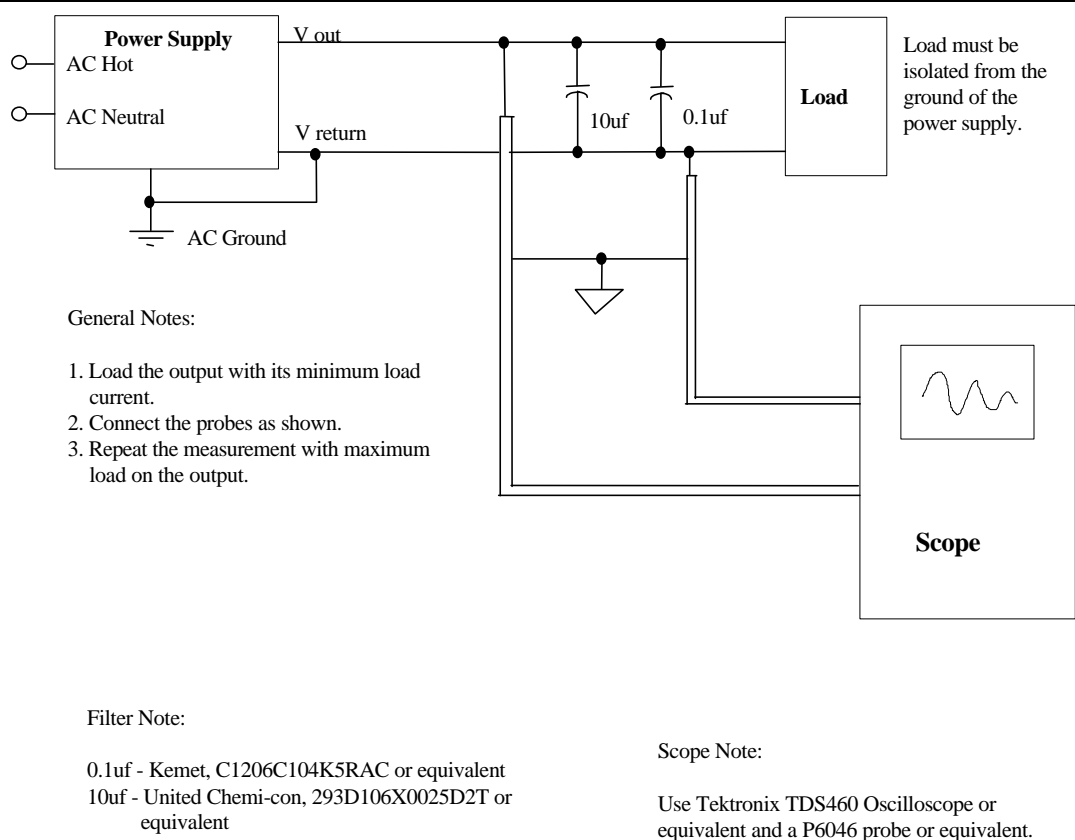 Power Supply
AC Hot
AC Neutral
V out
V return
AC Ground
10uf
0.1uf
Load
Load must be
isolated from the
ground of the
power supply.
General Notes:
1. Load the output with its minimum load
current.
2. Connect the probes as shown.
3. Repeat the measurement with maximum
load on the output.
Scope
Filter Note:
0.1uf - Kemet, C1206C104K5RAC or equivalent
10uf - United Chemi-con, 293D106X0025D2T or
equivalent
Scope Note:
Use Tektronix TDS460 Oscilloscope or
equivalent and a P6046 probe or equivalent.